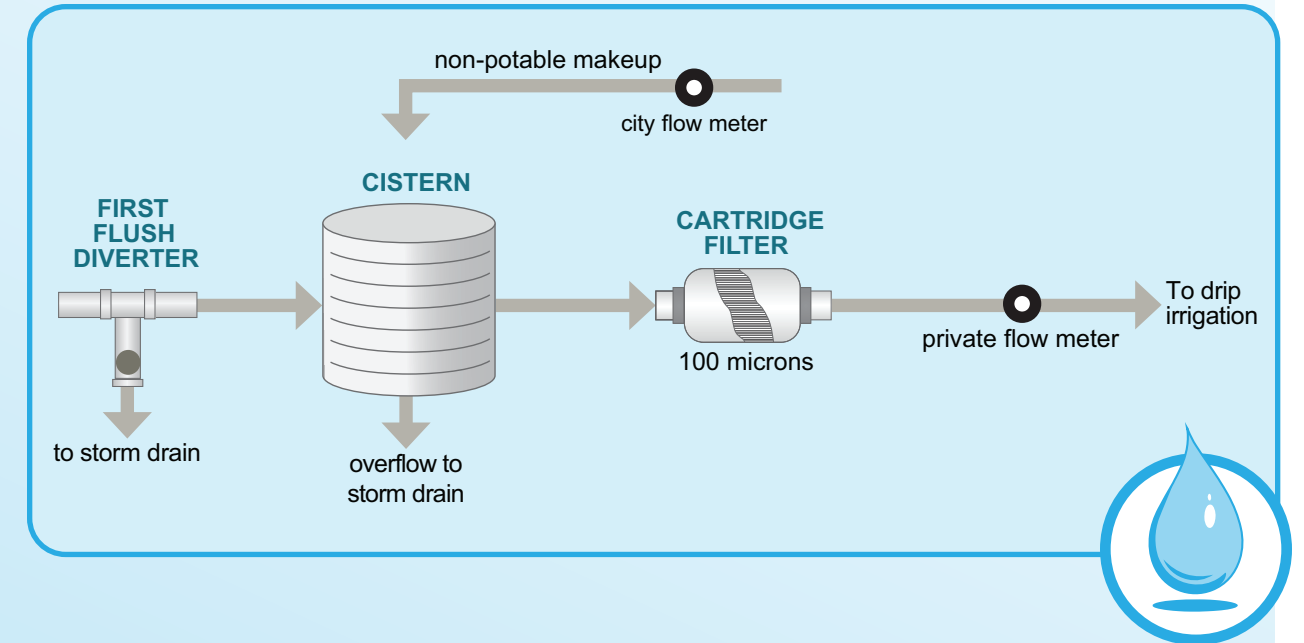 non-potable makeup
city flow meter
CISTERN
FIRST
FLUSH
DIVERTER
CARTRIDGE
FILTER
To drip
irrigation
private flow meter
100 microns
to storm drain
overflow to
storm drain